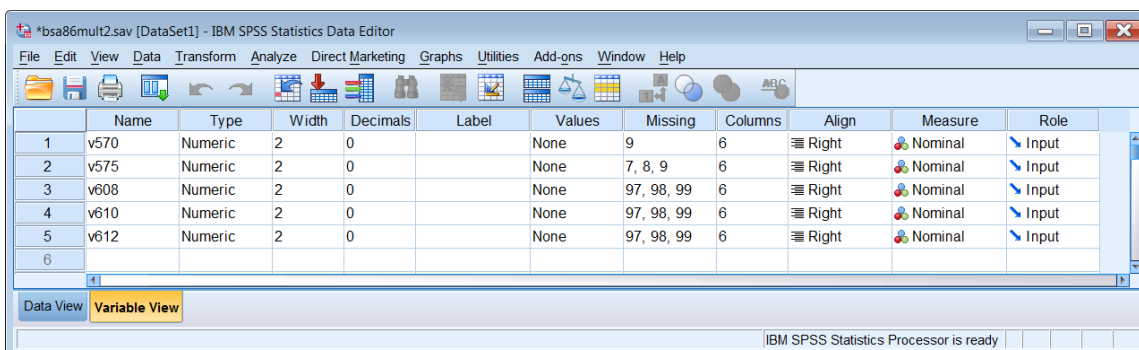 *bsa86mult2.sav [DataSet1] - IBM SPSS Statistics Data Editor
File Edit View Data Transform Analyze Direct Marketing Graphs Utilities Add-ons Window Help
Name Type Width Decimals Label Values Missing Columns Align Measure Role
1 v570 Numeric 2 0 None 9 6 Right Nominal Input
2 v575 Numeric 2 0 None 7, 8, 9 6 Right Nominal Input
3 v608 Numeric 2 0 None 97, 98, 99 6 Right Nominal Input
4 v610 Numeric 2 0 None 97, 98, 99 6 Right Nominal Input
5 v612 Numeric 2 0 None 97, 98, 99 6 Right Nominal Input
6
Data View Variable View
IBM SPSS Statistics Processor is ready